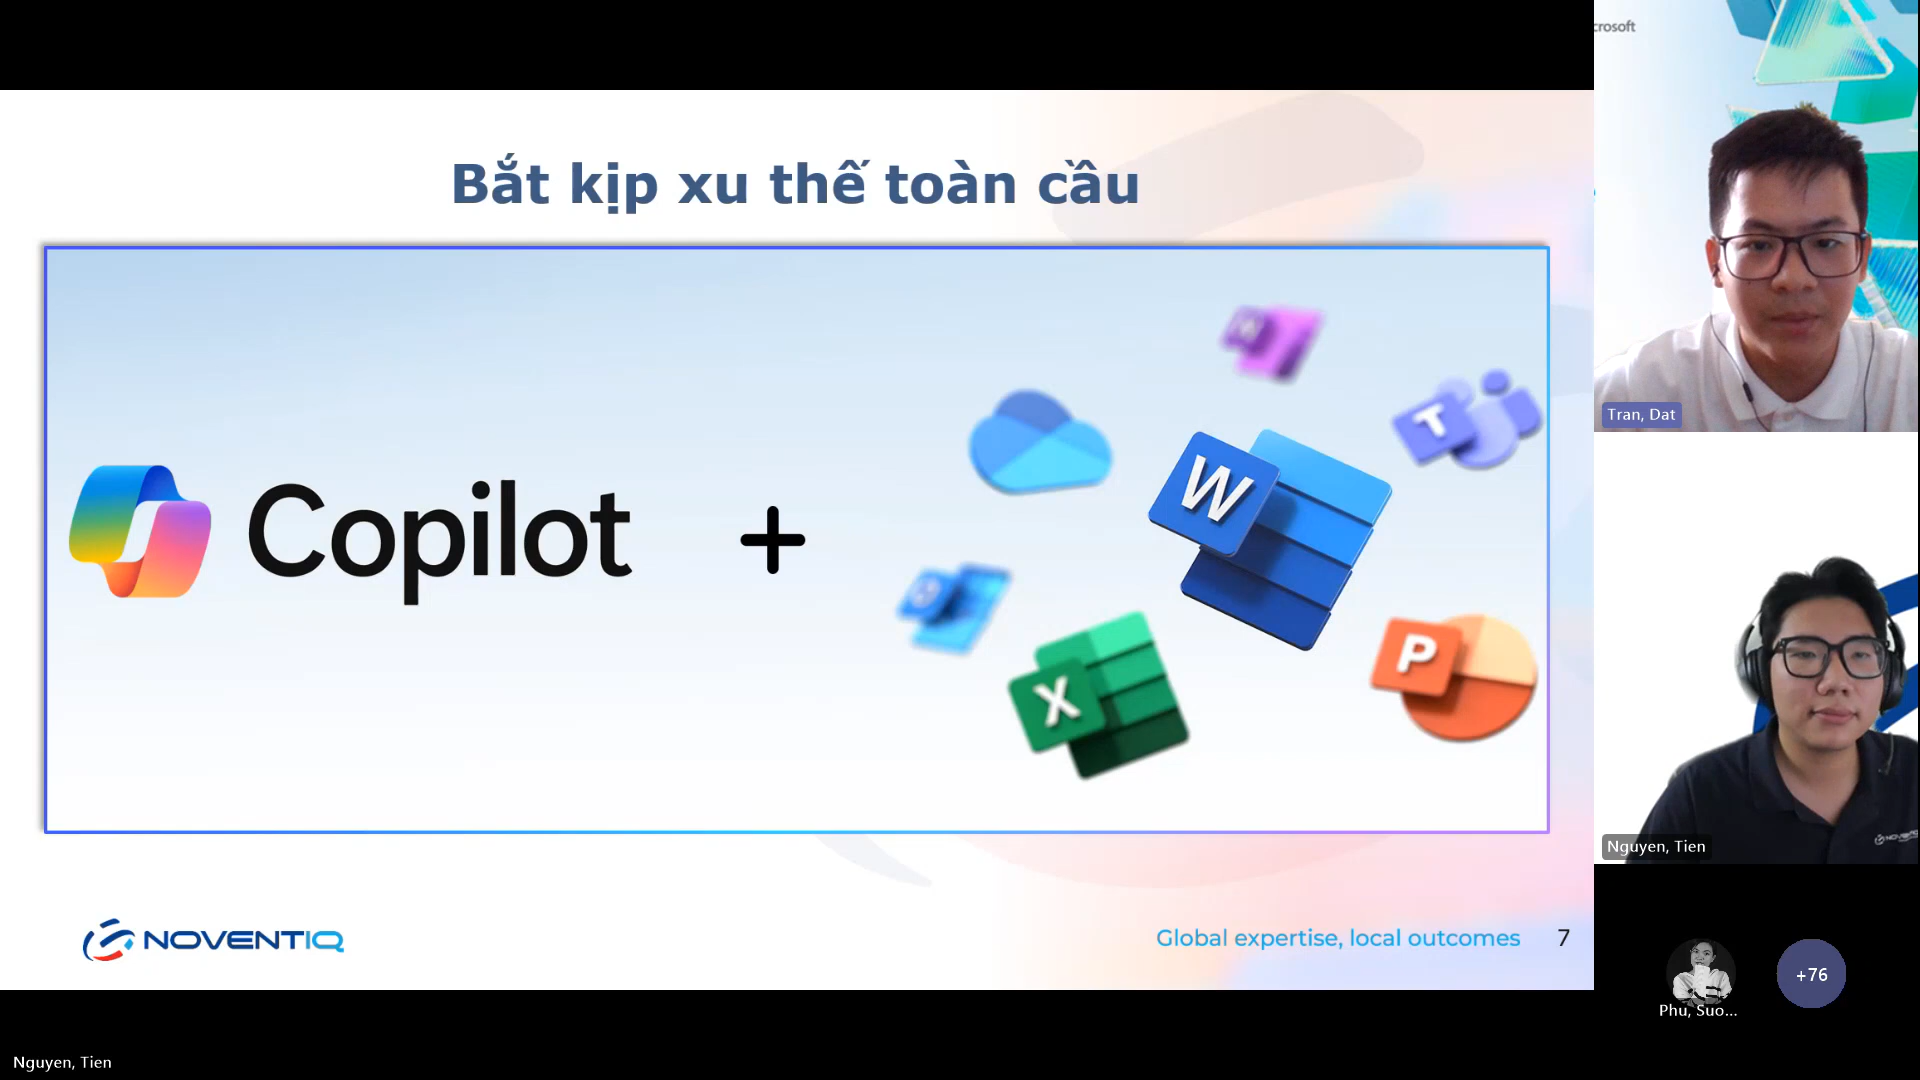 Bắt kịp xu thế toàn cầu
Copilot +
N
T
W
O
X
P
NOVENTIQ
Global expertise, local outcomes 7
Nguyen, Tien
crosoft
Tran, Dat
NOVENTIQ
Nguyen, Tien
Phu, Suo...
+76